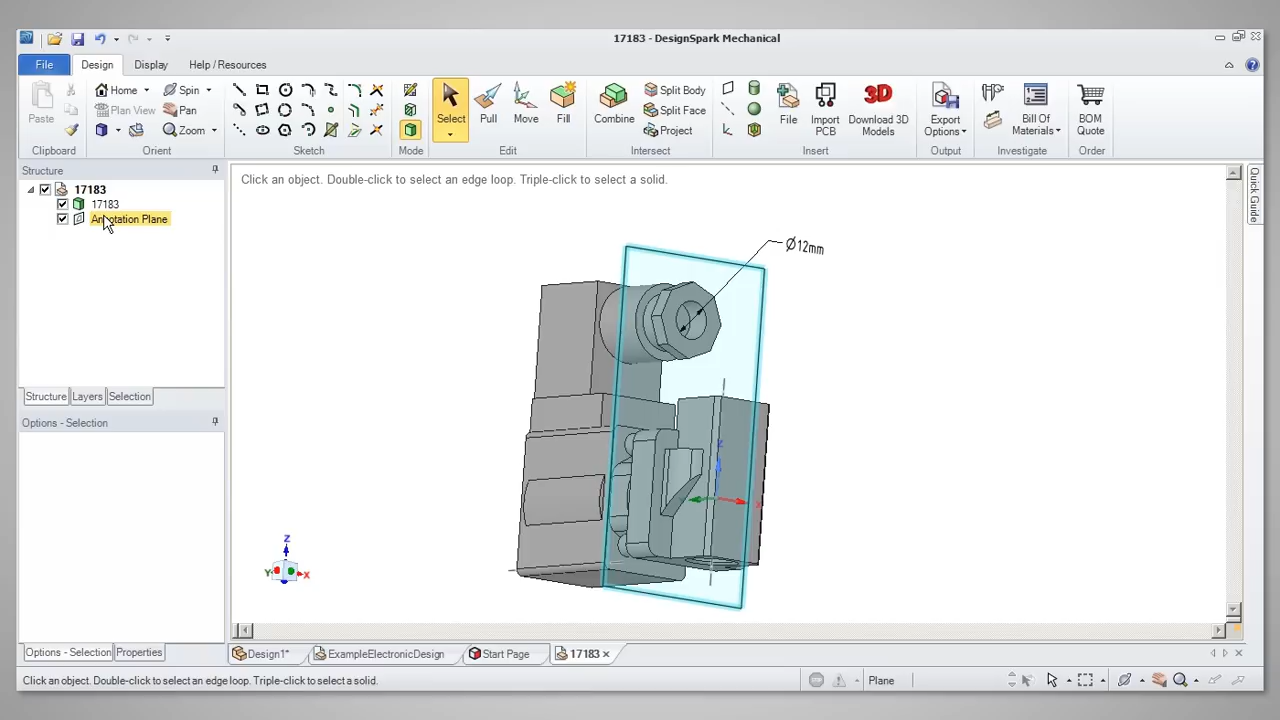 17183 - DesignSpark Mechanical
File
Design
Display
Help / Resources
Home
Spin
Plan View
Pan
Zoom
Paste
Clipboard
Orient
Sketch
Mode
Select
Pull
Move
Fill
Edit
Combine
Split Body
Split Face
Project
Intersect
File
Import PCB
Download 3D Models
Insert
Export Options
Output
Bill Of Materials
Investigate
BOM Quote
Order
Structure
17183
17183
Annotation Plane
Structure
Layers
Selection
Options - Selection
Options - Selection
Properties
Click an object. Double-click to select an edge loop. Triple-click to select a solid.
Ø12mm
Z
X
Z
Y
X
Quick Guide
Design1*
ExampleElectronicDesign
Start Page
17183
Click an object. Double-click to select an edge loop. Triple-click to select a solid.
Plane